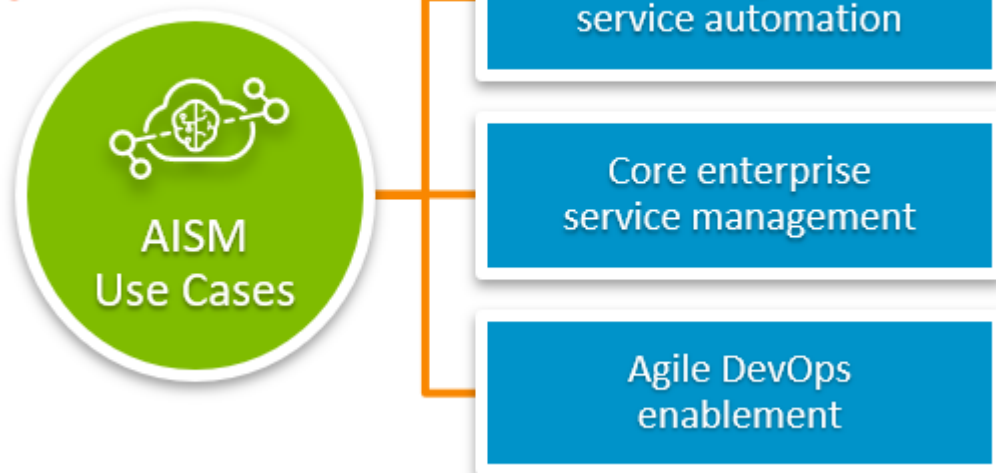 service automation
AISM
Use Cases
Core enterprise
service management
Agile DevOps
enablement